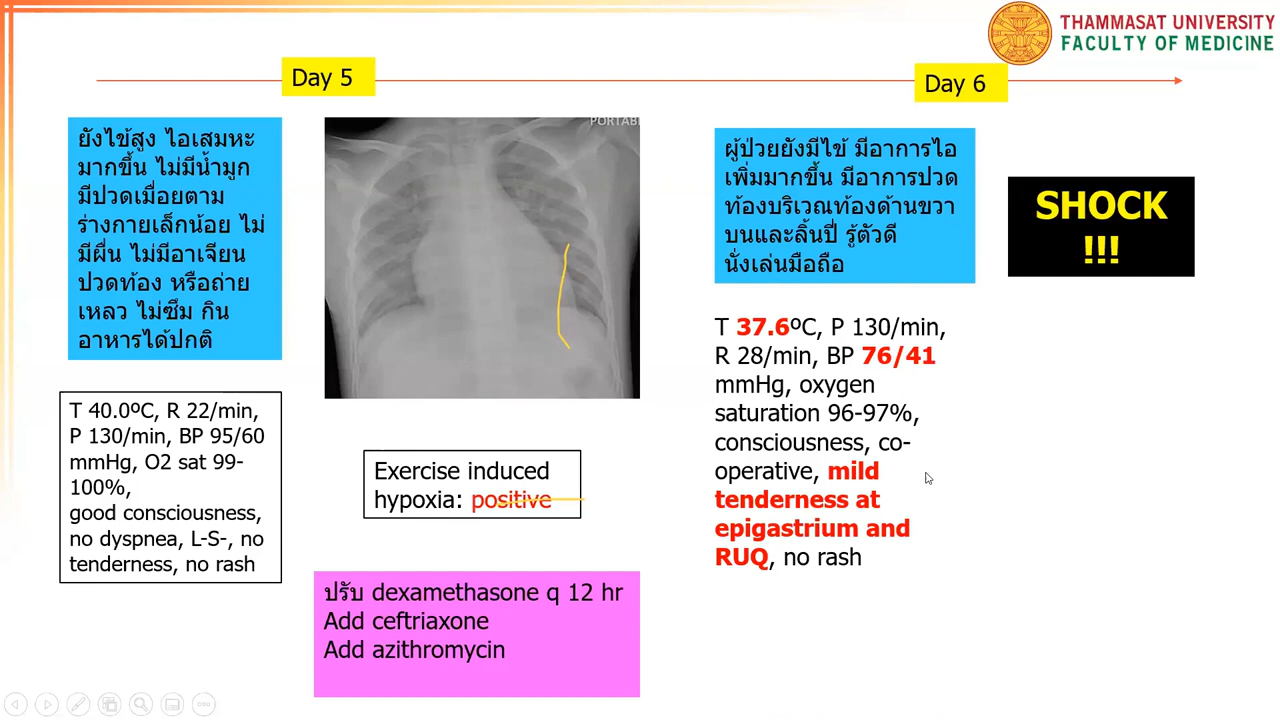 THAMMASAT UNIVERSITY
FACULTY OF MEDICINE
Day 5
Day 6
ยังไข้สูง ไอเสมหะ
มากขึ้น ไม่มีน้ำมูก
มีปวดเมื่อยตาม
ร่างกายเล็กน้อย ไม่
มีผื่น ไม่มีอาเจียน
ปวดท้อง หรือถ่าย
เหลว ไม่ซึม กิน
อาหารได้ปกติ
T 40.0ºC, R 22/min,
P 130/min, BP 95/60
mmHg, O2 sat 99-
100%,
good consciousness,
no dyspnea, L-S-, no
tenderness, no rash
PORTAB
Exercise induced
hypoxia: positive
ปรับ dexamethasone q 12 hr
Add ceftriaxone
Add azithromycin
ผู้ป่วยยังมีไข้ มีอาการไอ
เพิ่มมากขึ้น มีอาการปวด
ท้องบริเวณท้องด้านขวา
บนและลิ้นปี่ รู้ตัวดี
นั่งเล่นมือถือ
T 37.6ºC, P 130/min,
R 28/min, BP 76/41
mmHg, oxygen
saturation 96-97%,
consciousness, co-
operative, mild
tenderness at
epigastrium and
RUQ, no rash
SHOCK
!!!